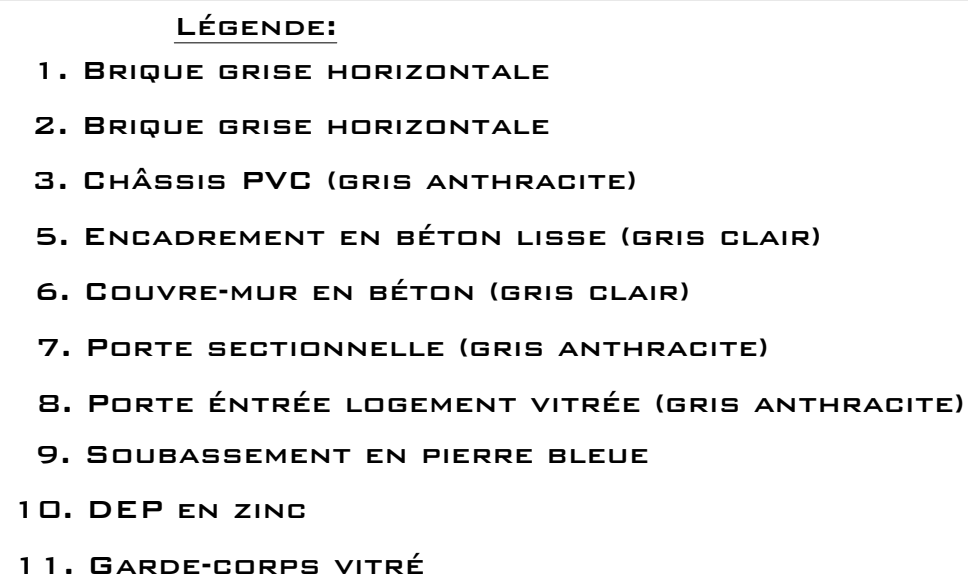 Légende:
1. Brique grise horizontale
2. Brique grise horizontale
3. Châssis PVC (gris anthracite)
5. Encadrement en béton lisse (gris clair)
6. Couvre-mur en béton (gris clair)
7. Porte sectionnelle (gris anthracite)
8. Porte éntrée logement vitrée (gris anthracite)
9. Soubassement en pierre bleue
10. DEP en zinc
11. Garde-corps vitré